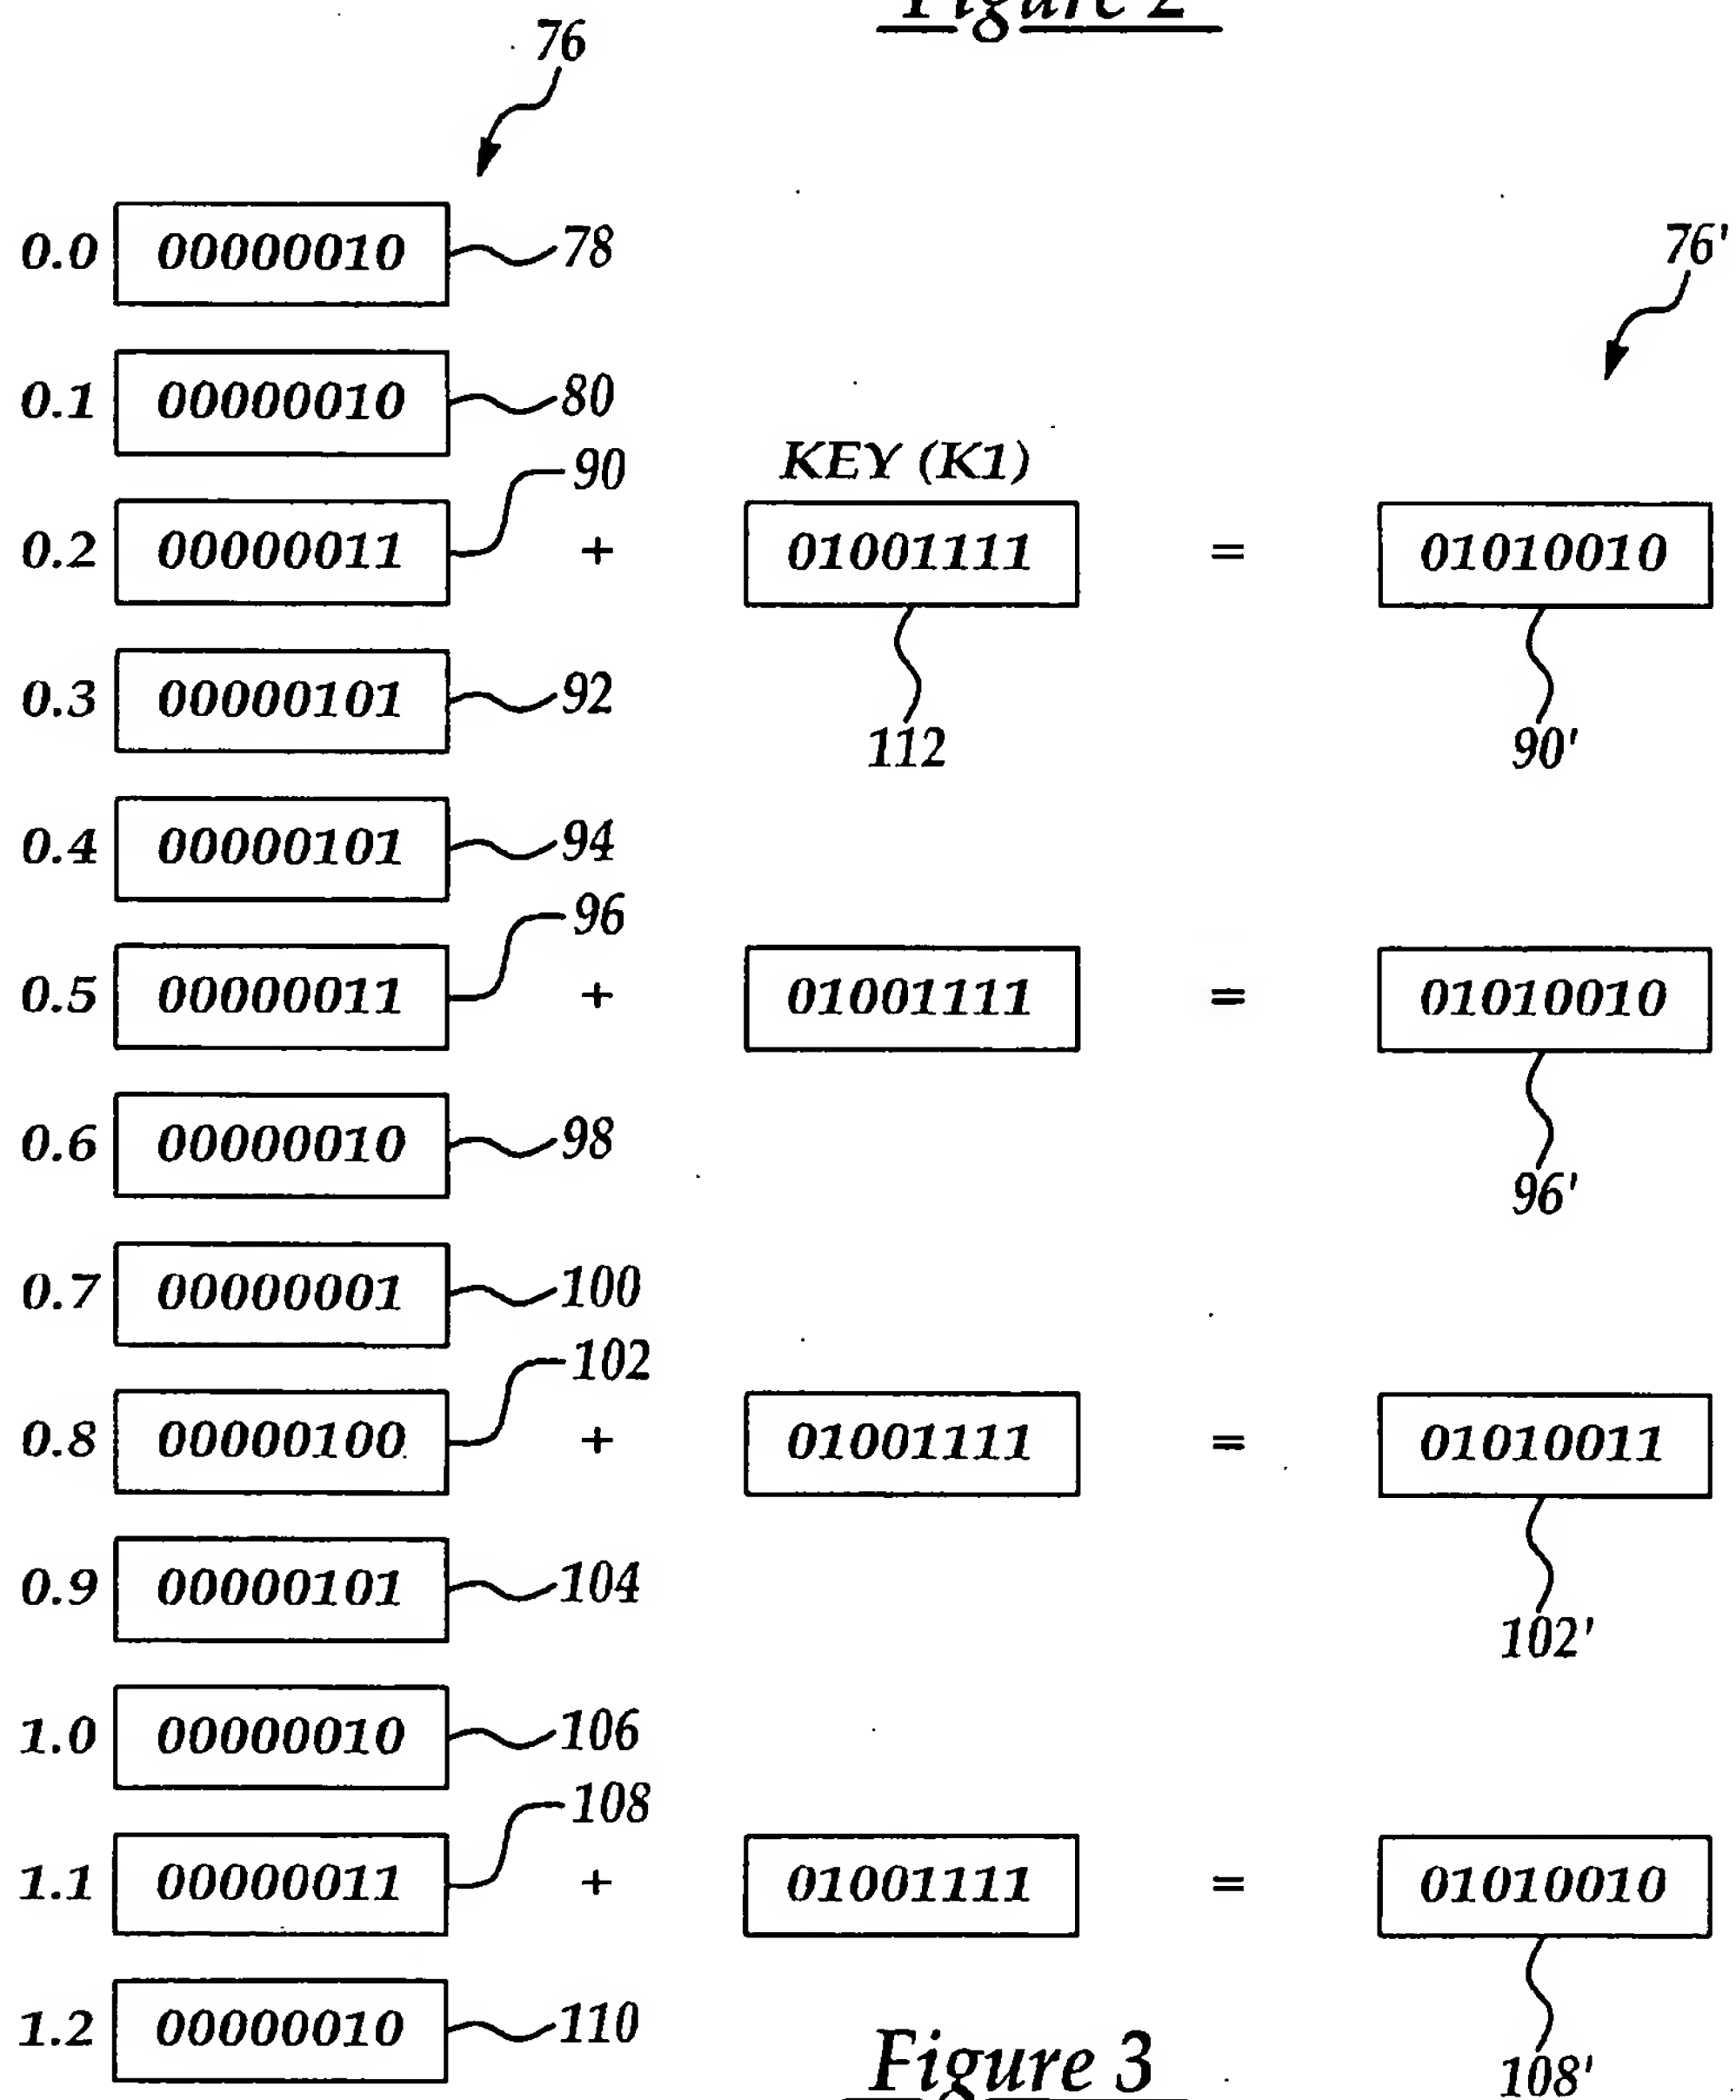 Figure 2
76
0.0 00000010 78
76'
0.1 00000010 80
90
KEY (K1)
0.2 00000011 + 01001111 = 01010010
0.3 00000101 92
112 90'
0.4 00000101 94
96
0.5 00000011 + 01001111 = 01010010
0.6 00000010 98
96'
0.7 00000001 100
102
0.8 00000100 + 01001111 = 01010011
0.9 00000101 104
102'
1.0 00000010 106
108
1.1 00000011 + 01001111 = 01010010
1.2 00000010 110
Figure 3
108'